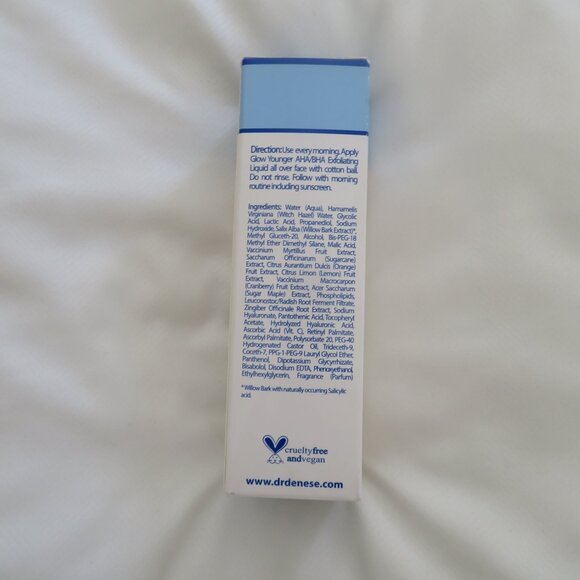 Direction:Use every morning. Apply
Glow Younger AHA/BHA Exfoliating
Liquid all over face with cotton ball.
Do not rinse. Follow with morning
routine including sunscreen.
Ingredients: Water (Aqua), Hamamelis
Virginiana (Witch Hazel) Water, Glycolic
Acid, Lactic Acid, Propanediol, Sodium
Hydroxide, Salix Alba (Willow Bark Extract)*,
Methyl Gluceth-20, Alcohol, Bis-PEG-18
Methyl Ether Dimethyl Silane, Malic Acid,
Vaccinium Myrtillus Fruit Extract,
Saccharum Officinarum (Sugarcane)
Extract, Citrus Aurantium Dulcis (Orange)
Fruit Extract, Citrus Limon (Lemon) Fruit
Extract, Vaccinium Macrocarpon
(Cranberry) Fruit Extract, Acer Saccharum
(Sugar Maple) Extract, Phospholipids,
Leuconostoc/Radish Root Ferment Filtrate,
Zingiber Officinale Root Extract, Sodium
Hyaluronate, Pantothenic Acid, Tocopheryl
Acetate, Hydrolyzed Hyaluronic Acid,
Ascorbic Acid (Vit. C), Retinyl Palmitate,
Ascorbyl Palmitate, Polysorbate 20, PEG-40
Hydrogenated Castor Oil, Trideceth-9,
Coceth-7, PPG-1-PEG-9 Lauryl Glycol Ether,
Panthenol, Dipotassium Glycyrrhizate,
Bisabolol, Disodium EDTA, Phenoxyethanol,
Ethylhexylglycerin, Fragrance (Parfum)
*Willow Bark with naturally occurring Salicylic
acid.
crueltyfree
andvegan
www.drdenese.com